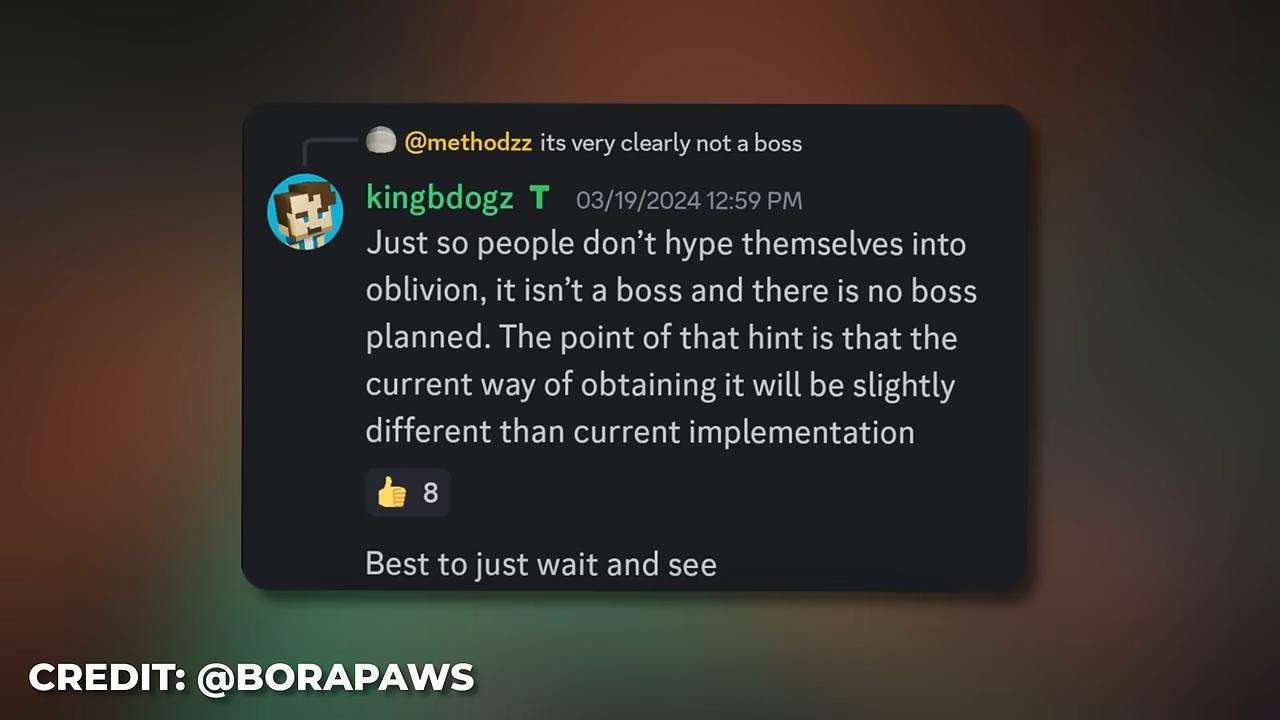 @methodzz its very clearly not a boss
kingbdogz T 03/19/2024 12:59 PM
Just so people don’t hype themselves into
oblivion, it isn’t a boss and there is no boss
planned. The point of that hint is that the
current way of obtaining it will be slightly
different than current implementation
8
Best to just wait and see
CREDIT: @BORAPAWS